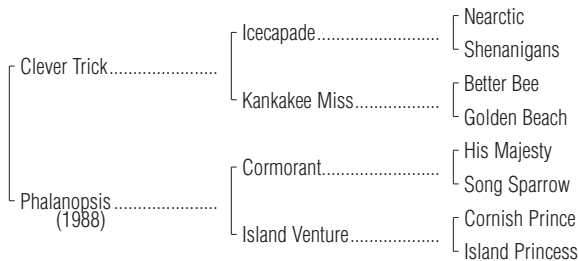 Nearctic
Icecapade........................
Shenanigans
Clever Trick......................
Better Bee
Kankakee Miss.................
Golden Beach
His Majesty
Cormorant.......................
Song Sparrow
Phalanopsis.....................
(1988)
Cornish Prince
Island Venture..................
Island Princess